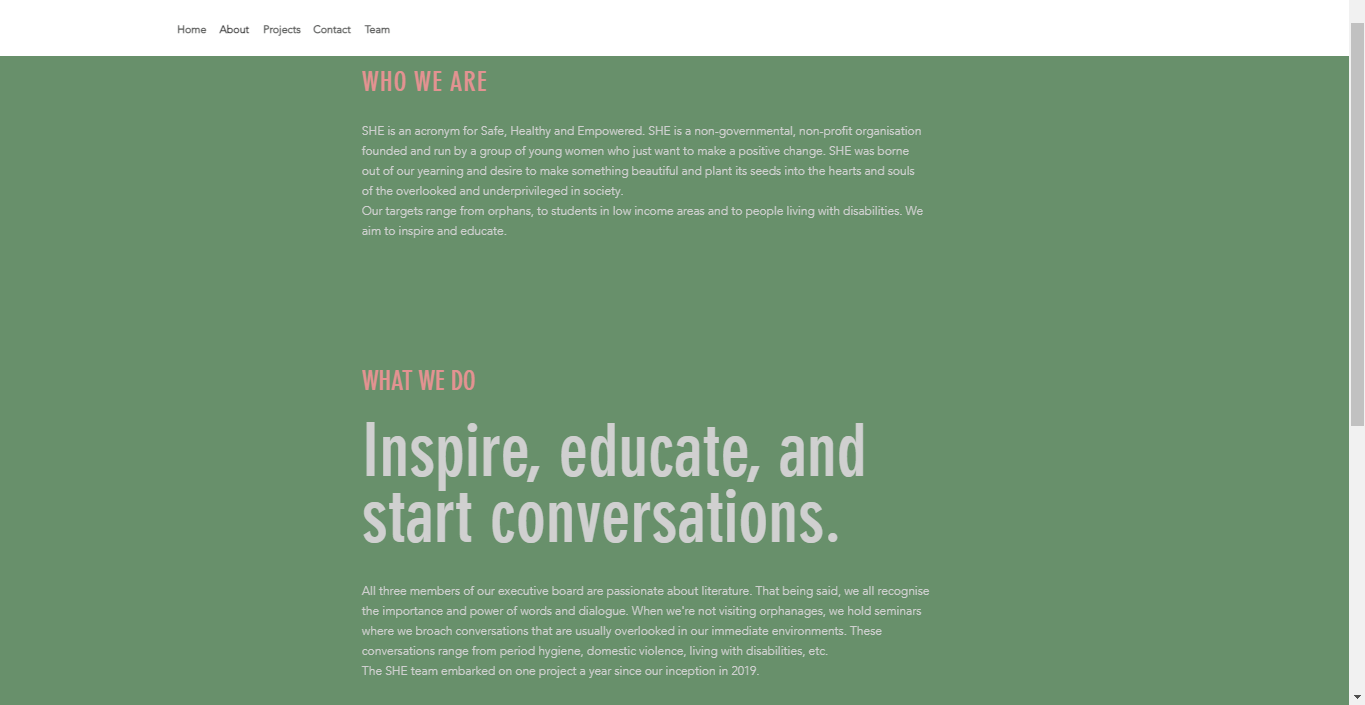 Home About Projects Contact Team
WHO WE ARE
SHE is an acronym for Safe, Healthy and Empowered. SHE is a non-governmental, non-profit organisation
founded and run by a group of young women who just want to make a positive change. SHE was borne
out of our yearning and desire to make something beautiful and plant its seeds into the hearts and souls
of the overlooked and underprivileged in society.
Our targets range from orphans, to students in low income areas and to people living with disabilities. We
aim to inspire and educate.
WHAT WE DO
Inspire, educate, and
start conversations.
All three members of our executive board are passionate about literature. That being said, we all recognise
the importance and power of words and dialogue. When we're not visiting orphanages, we hold seminars
where we broach conversations that are usually overlooked in our immediate environments. These
conversations range from period hygiene, domestic violence, living with disabilities, etc.
The SHE team embarked on one project a year since our inception in 2019.